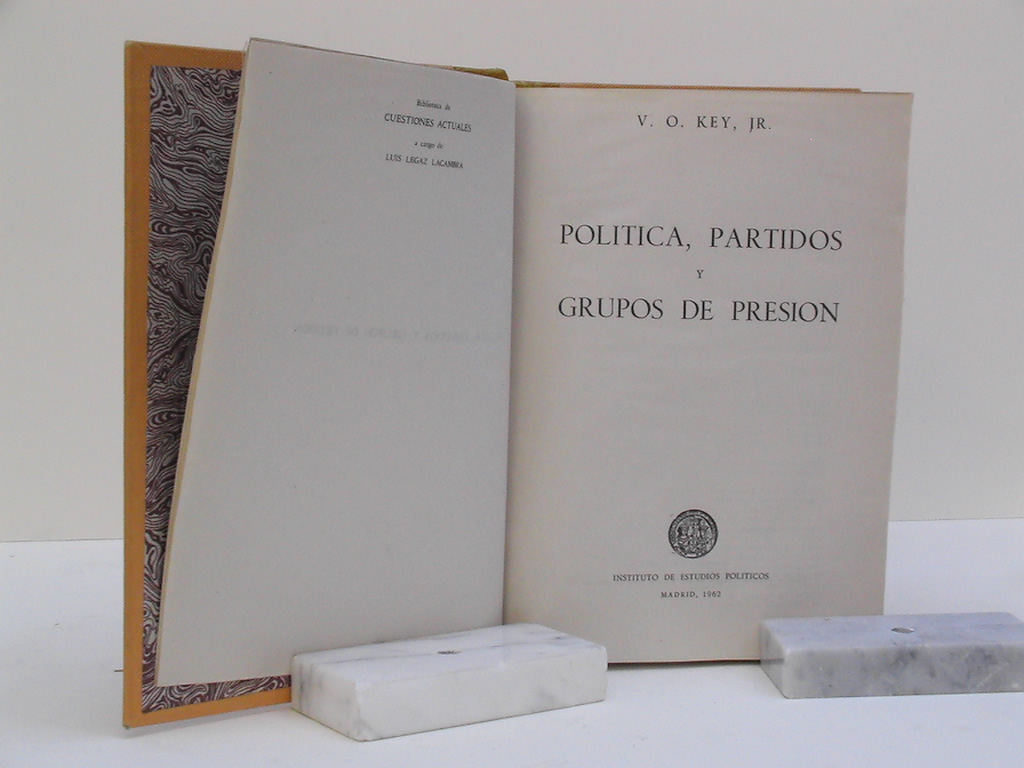 Biblioteca de
CUESTIONES ACTUALES
a cargo de
LUIS LEGAZ LACAMBRA
V. O. KEY, JR.
POLITICA, PARTIDOS
Y
GRUPOS DE PRESION
INSTITUTO DE ESTUDIOS POLITICOS
MADRID, 1962